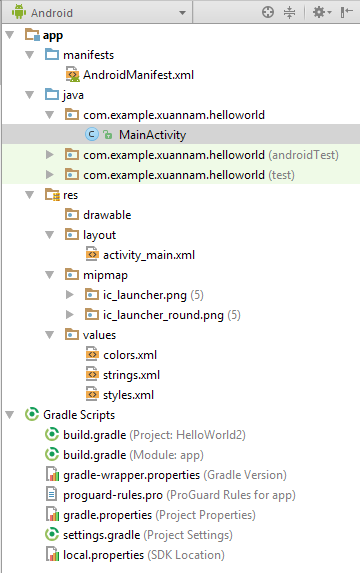 Android
app
manifests
AndroidManifest.xml
java
com.example.xuannam.helloworld
C MainActivity
com.example.xuannam.helloworld (androidTest)
com.example.xuannam.helloworld (test)
res
drawable
layout
activity_main.xml
mipmap
ic_launcher.png (5)
ic_launcher_round.png (5)
values
colors.xml
strings.xml
styles.xml
Gradle Scripts
build.gradle (Project: HelloWorld2)
build.gradle (Module: app)
gradle-wrapper.properties (Gradle Version)
proguard-rules.pro (ProGuard Rules for app)
gradle.properties (Project Properties)
settings.gradle (Project Settings)
local.properties (SDK Location)